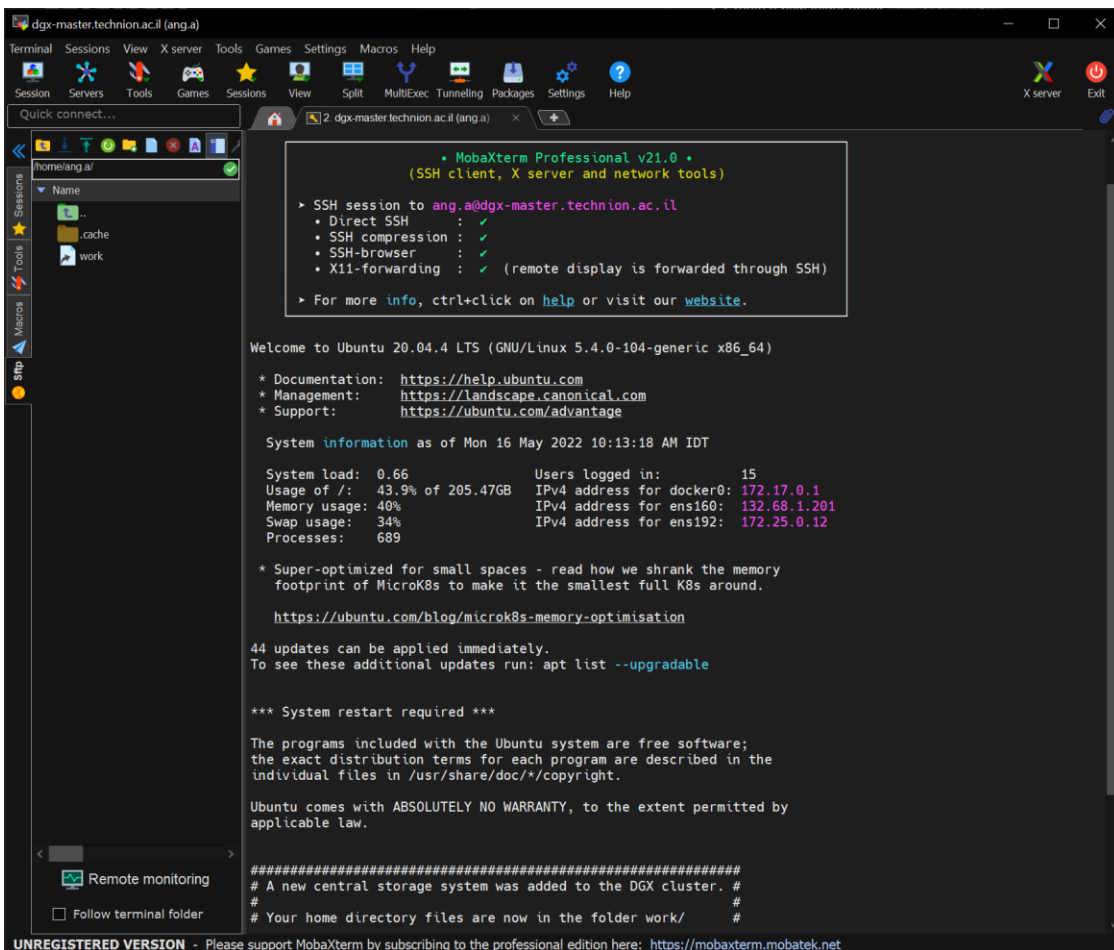 dgx-master.technion.ac.il (ang.a)
Terminal Sessions View X server Tools Games Settings Macros Help
Session Servers Tools Games Sessions View Split MultiExec Tunneling Packages Settings Help X server Exit
Quick connect...
2. dgx-master.technion.ac.il (ang.a)
/home/ang.a/
Name
..
.cache
work
Sessions
Tools
Macros
Sftp
• MobaXterm Professional v21.0 •
(SSH client, X server and network tools)
➤ SSH session to ang.a@dgx-master.technion.ac.il
• Direct SSH : ✔
• SSH compression : ✔
• SSH-browser : ✔
• X11-forwarding : ✔ (remote display is forwarded through SSH)
➤ For more info, ctrl+click on help or visit our website.
Welcome to Ubuntu 20.04.4 LTS (GNU/Linux 5.4.0-104-generic x86_64)
* Documentation: https://help.ubuntu.com
* Management: https://landscape.canonical.com
* Support: https://ubuntu.com/advantage
System information as of Mon 16 May 2022 10:13:18 AM IDT
System load: 0.66 Users logged in: 15
Usage of /: 43.9% of 205.47GB IPv4 address for docker0: 172.17.0.1
Memory usage: 40% IPv4 address for ens160: 132.68.1.201
Swap usage: 34% IPv4 address for ens192: 172.25.0.12
Processes: 689
* Super-optimized for small spaces - read how we shrank the memory
footprint of MicroK8s to make it the smallest full K8s around.
https://ubuntu.com/blog/microk8s-memory-optimisation
44 updates can be applied immediately.
To see these additional updates run: apt list --upgradable
*** System restart required ***
The programs included with the Ubuntu system are free software;
the exact distribution terms for each program are described in the
individual files in /usr/share/doc/*/copyright.
Ubuntu comes with ABSOLUTELY NO WARRANTY, to the extent permitted by
applicable law.
##############################################################
# A new central storage system was added to the DGX cluster. #
# #
# Your home directory files are now in the folder work/ #
Remote monitoring
Follow terminal folder
UNREGISTERED VERSION - Please support MobaXterm by subscribing to the professional edition here: https://mobaxterm.mobatek.net